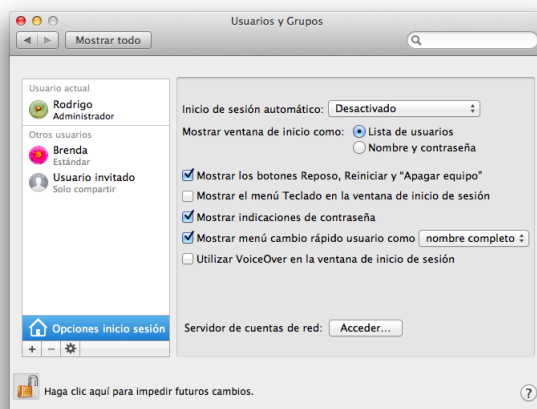 Usuarios y Grupos
Mostrar todo
Usuario actual
Rodrigo
Administrador
Otros usuarios
Brenda
Estándar
Usuario invitado
Solo compartir
Opciones inicio sesión
+ −
Inicio de sesión automático: Desactivado
Mostrar ventana de inicio como: Lista de usuarios
Nombre y contraseña
Mostrar los botones Reposo, Reiniciar y “Apagar equipo”
Mostrar el menú Teclado en la ventana de inicio de sesión
Mostrar indicaciones de contraseña
Mostrar menú cambio rápido usuario como nombre completo
Utilizar VoiceOver en la ventana de inicio de sesión
Servidor de cuentas de red: Acceder...
Haga clic aquí para impedir futuros cambios.
?